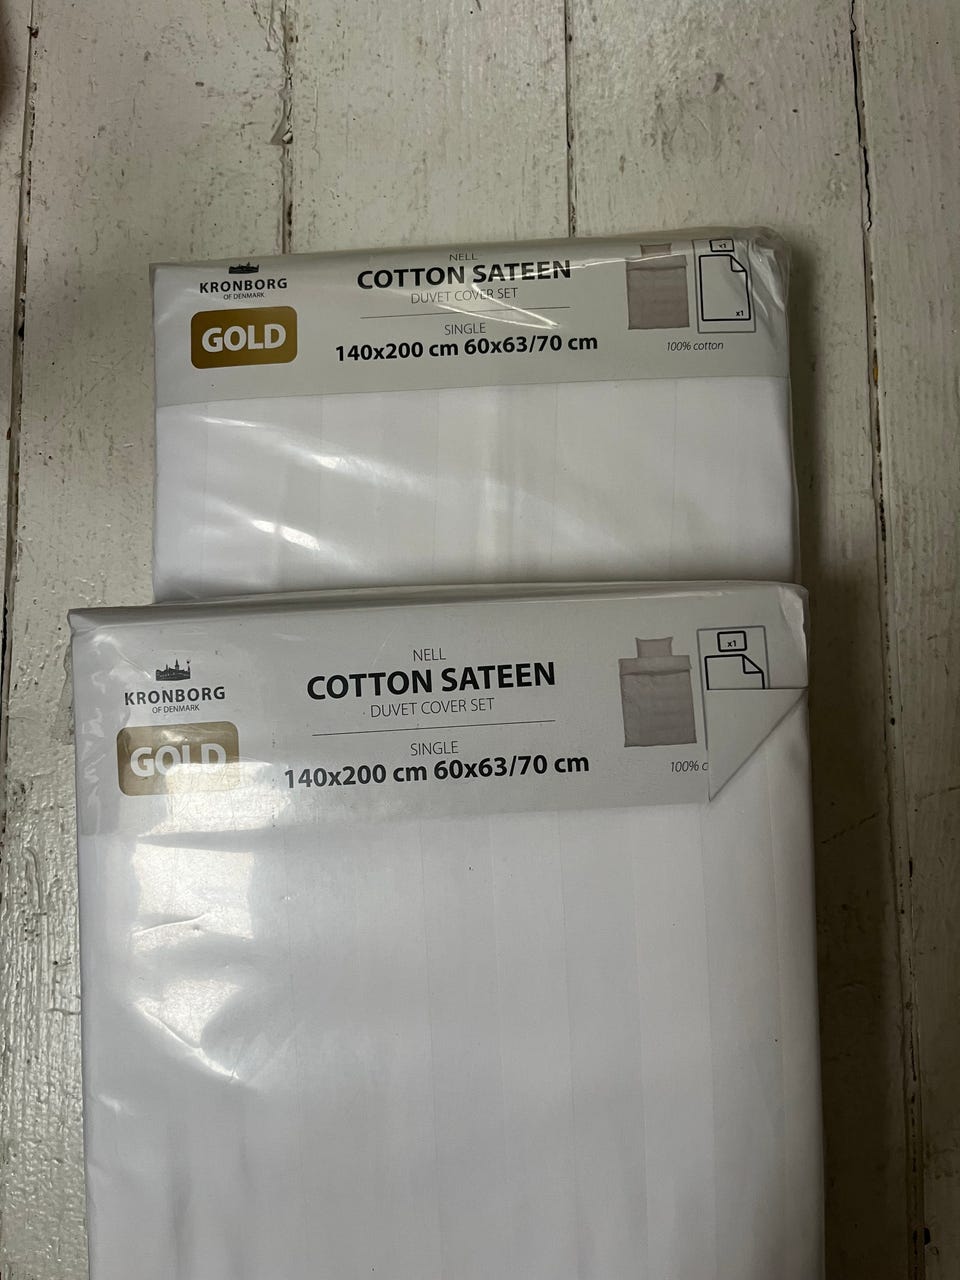 KRONBORG
OF DENMARK
GOLD
NELL
COTTON SATEEN
DUVET COVER SET
SINGLE
140x200 cm 60x63/70 cm
x1
x1
100% cotton
KRONBORG
OF DENMARK
GOLD
NELL
COTTON SATEEN
DUVET COVER SET
SINGLE
140x200 cm 60x63/70 cm
x1
100% c